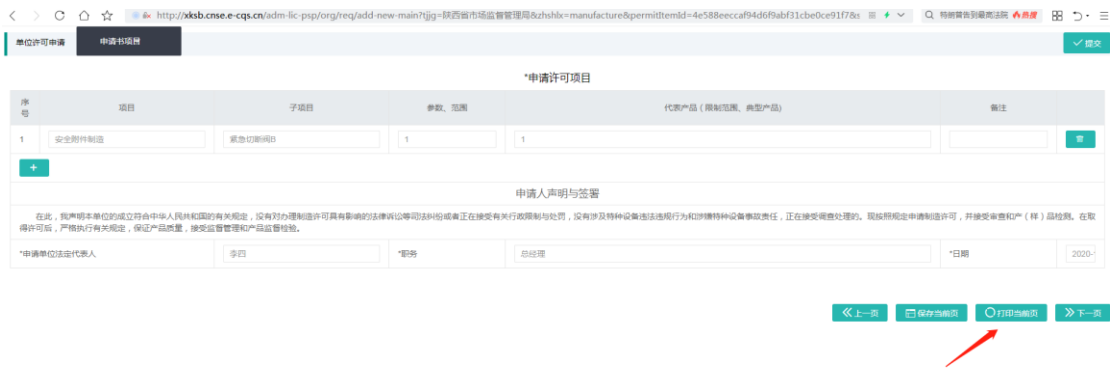 http://xksb.cnse.e-cqs.cn/adm-lic-psp/org/req/add-new-main?tjjg=陕西省市场监督管理局&zhshlx=manufacture&permitItemId=4e588eeccaf94d6f9abf31cbe0ce91f7&s 特朗普告到最高法院 热搜
单位许可申请 申请书项目 提交
*申请许可项目
序号 项目 子项目 参数、范围 代表产品 ( 限制范围、典型产品) 备注
1 安全附件制造 紧急切断阀B 1 1
+
申请人声明与签署
在此，我声明本单位的成立符合中华人民共和国的有关规定，没有对办理制造许可具有影响的法律诉讼等司法纠纷或者正在接受有关行政限制与处罚，没有涉及特种设备违法违规行为和涉嫌特种设备事故责任，正在接受调查处理的。现按照规定申请制造许可，并接受审查和产（样）品检测。在取
得许可后，严格执行有关规定，保证产品质量，接受监督管理和产品监督检验。
*申请单位法定代表人 李四 *职务 总经理 *日期 2020-
上一页 保存当前页 打印当前页 下一页